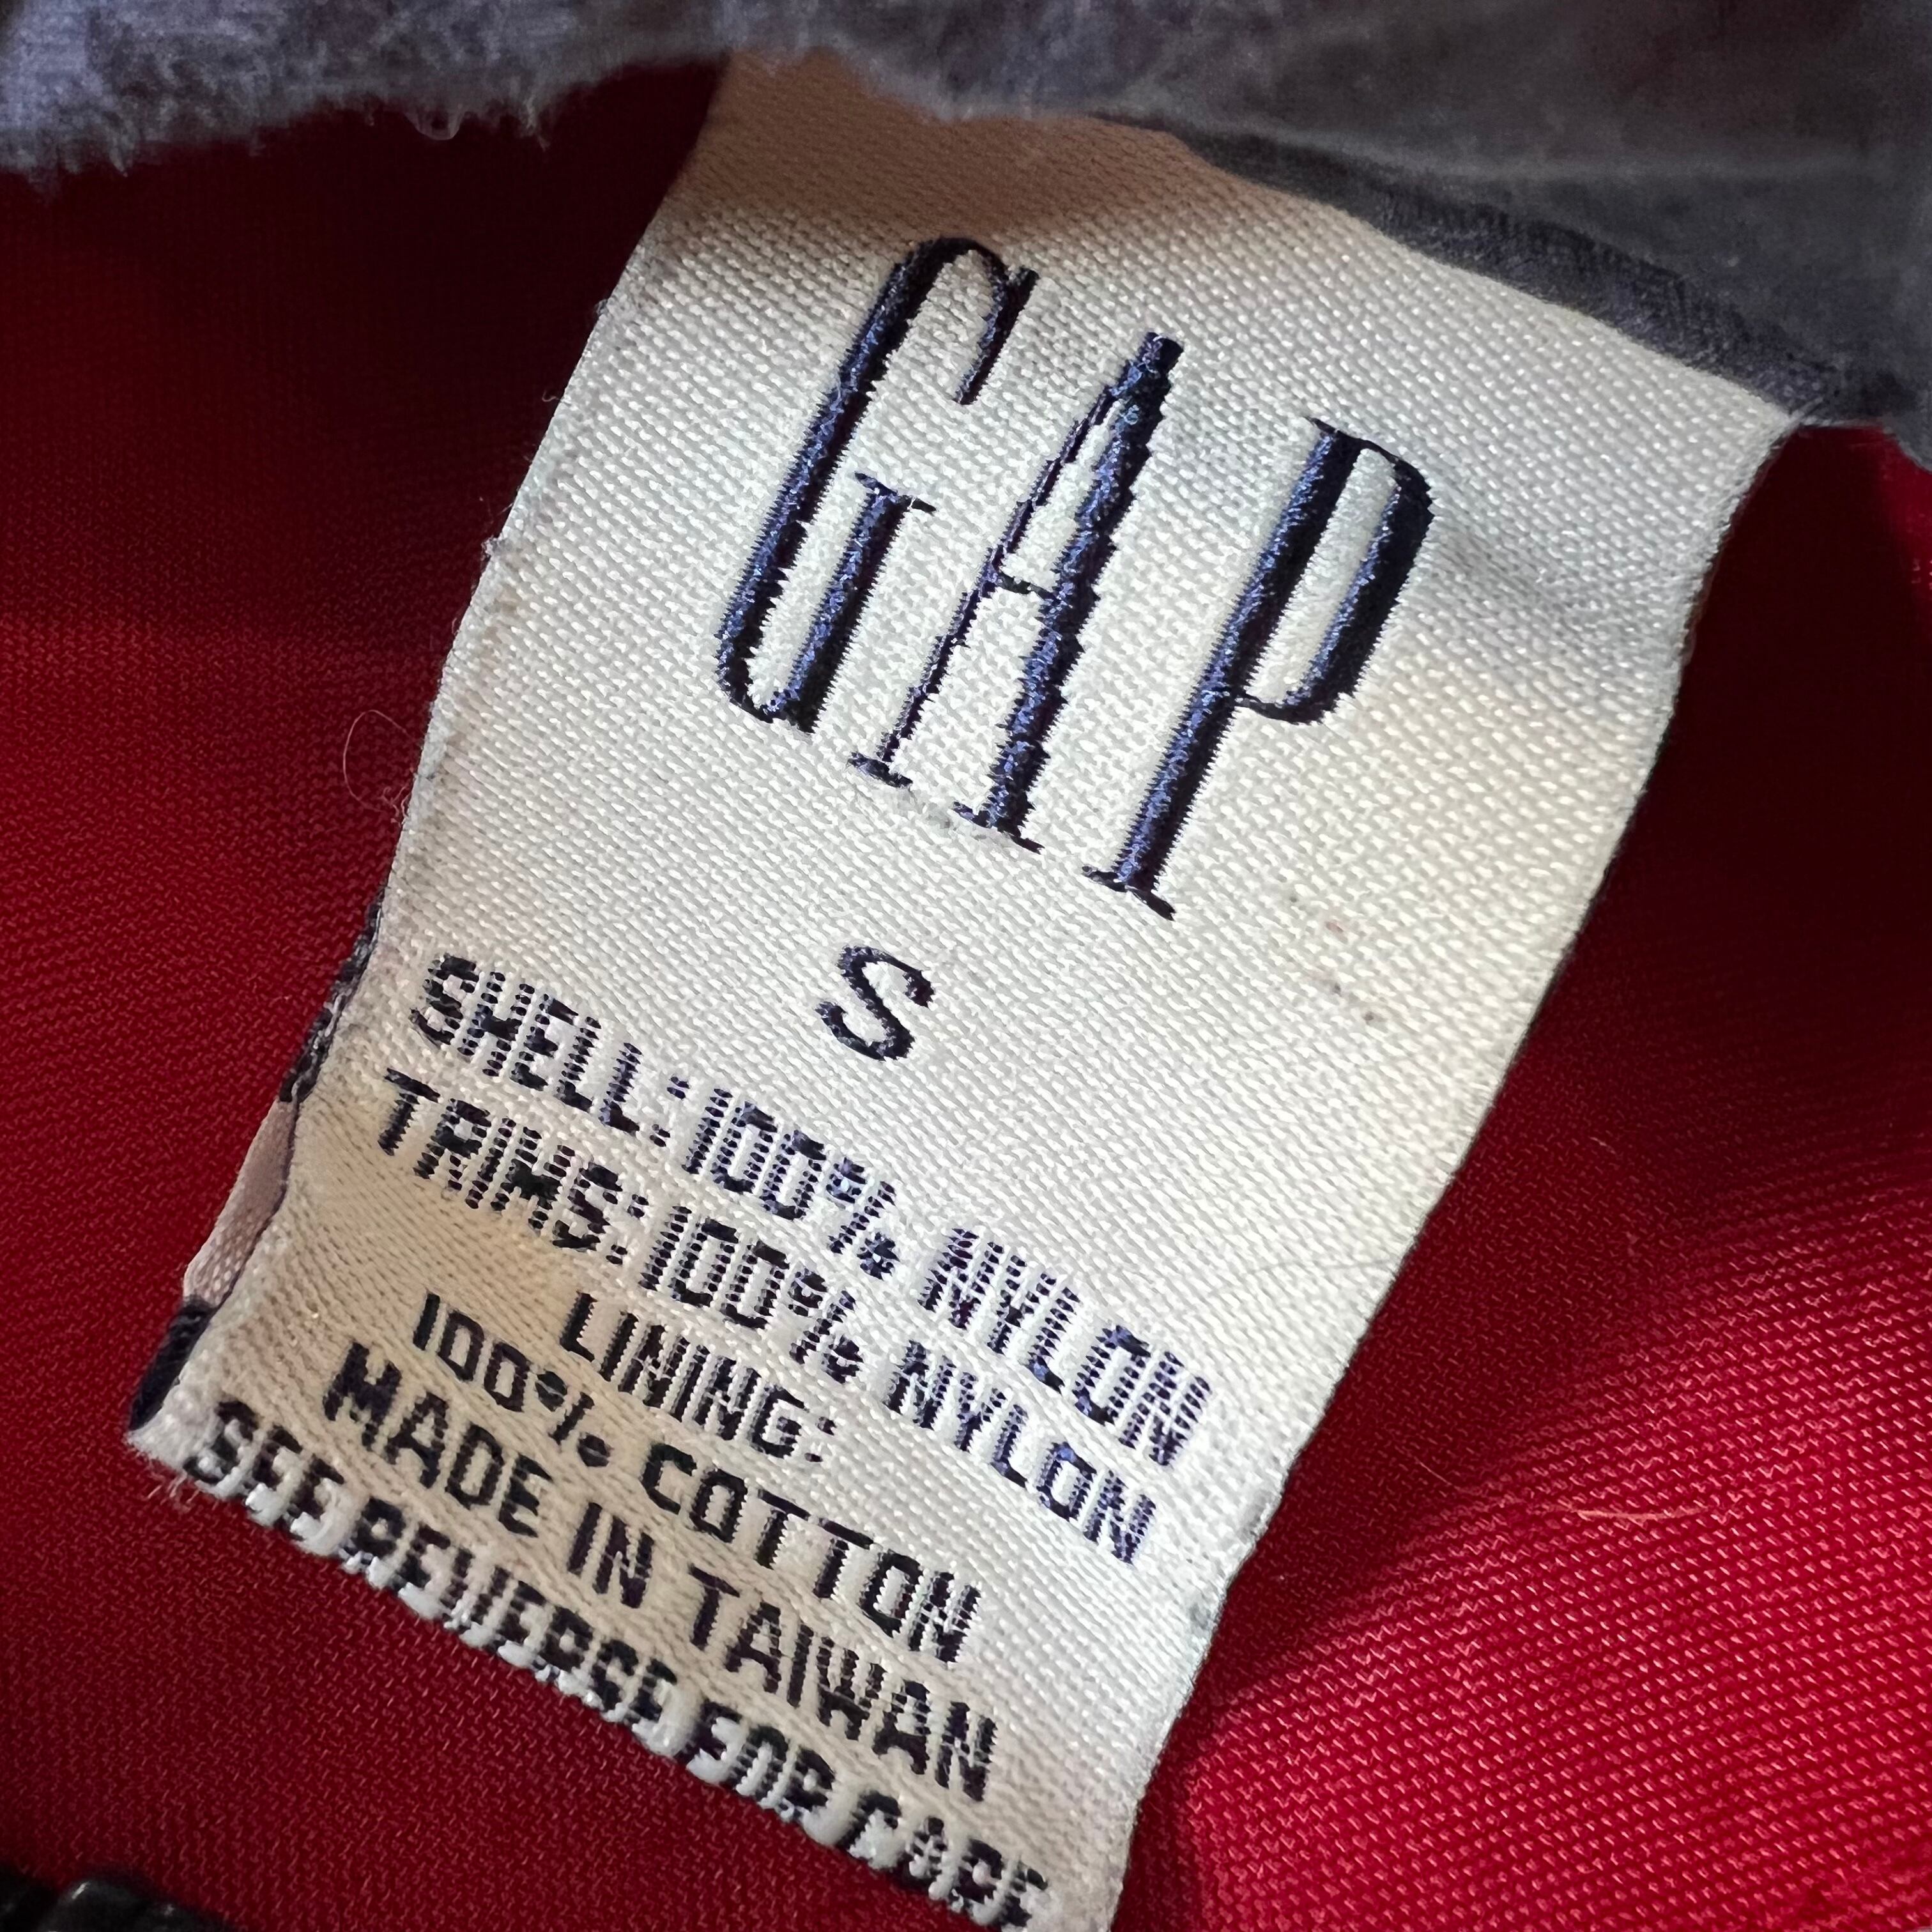 GAP
S
SHELL: 100% NYLON
TRIMS: 100% NYLON
LINING:
100% COTTON
MADE IN TAIWAN
SEE REVERSE FOR CARE